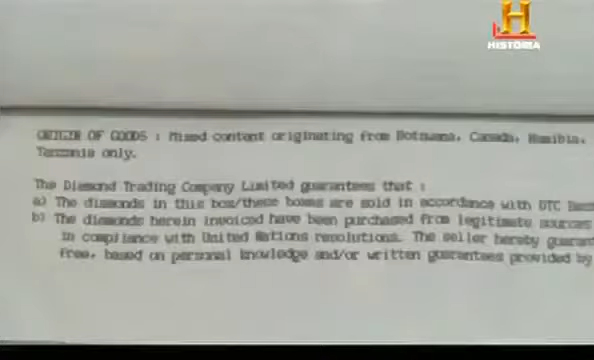 H
HISTORIA
ORIGIN OF GOODS : Mixed content originating from Botswana, Canada, Namibia,
Tanzania only.
The Diamond Trading Company Limited guarantees that :
a) The diamonds in this box/these boxes are sold in accordance with DTC Best
b) The diamonds herein invoiced have been purchased from legitimate sources
in compliance with United Nations resolutions. The seller hereby guarant
free, based on personal knowledge and/or written guarantees provided by